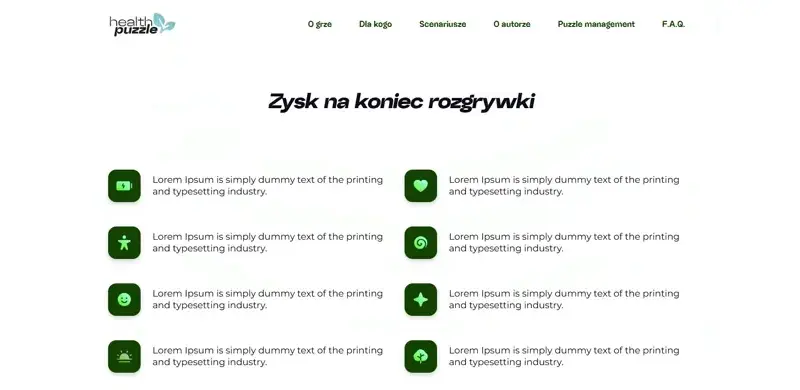 health
puzzle
O grze
Dla kogo
Scenariusze
O autorze
Puzzle management
F.A.Q.
Zysk na koniec rozgrywki
Lorem Ipsum is simply dummy text of the printing
and typesetting industry.
Lorem Ipsum is simply dummy text of the printing
and typesetting industry.
Lorem Ipsum is simply dummy text of the printing
and typesetting industry.
Lorem Ipsum is simply dummy text of the printing
and typesetting industry.
Lorem Ipsum is simply dummy text of the printing
and typesetting industry.
Lorem Ipsum is simply dummy text of the printing
and typesetting industry.
Lorem Ipsum is simply dummy text of the printing
and typesetting industry.
Lorem Ipsum is simply dummy text of the printing
and typesetting industry.